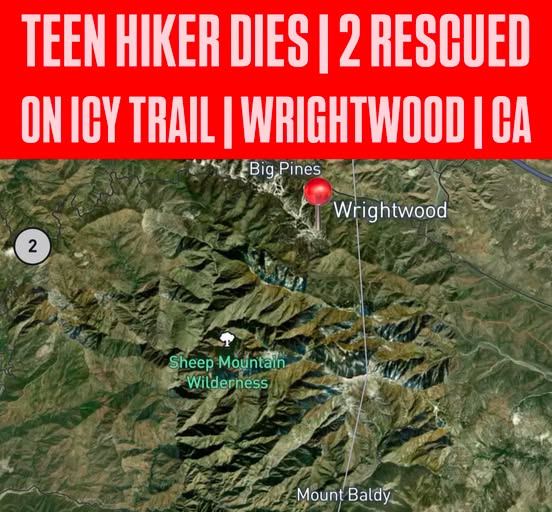 TEEN HIKER DIES | 2 RESCUED
ON ICY TRAIL | WRIGHTWOOD | CA
Big Pines
Wrightwood
2
Sheep Mountain
Wilderness
Mount Baldy